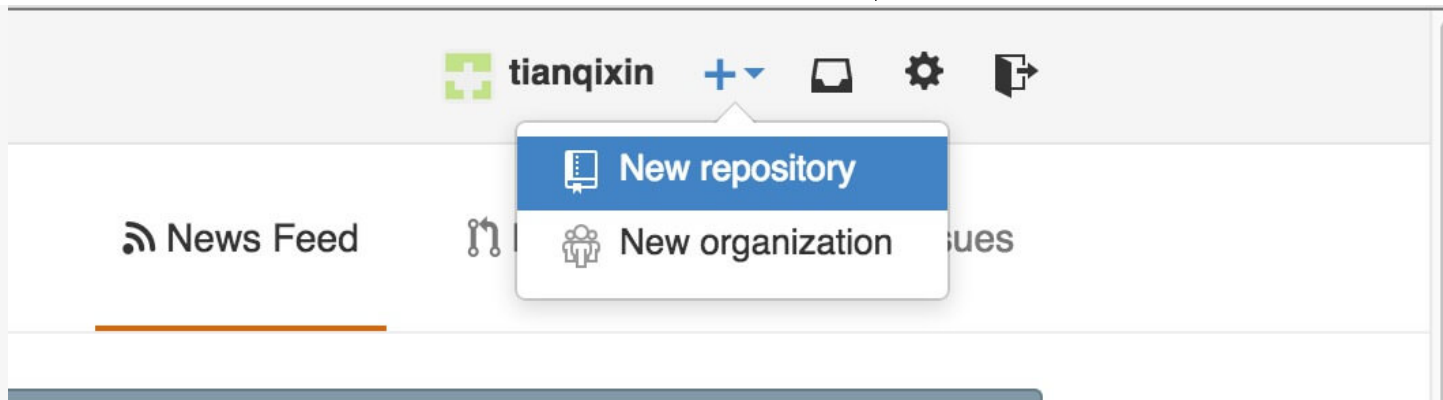 tianqixin
New repository
New organization
News Feed